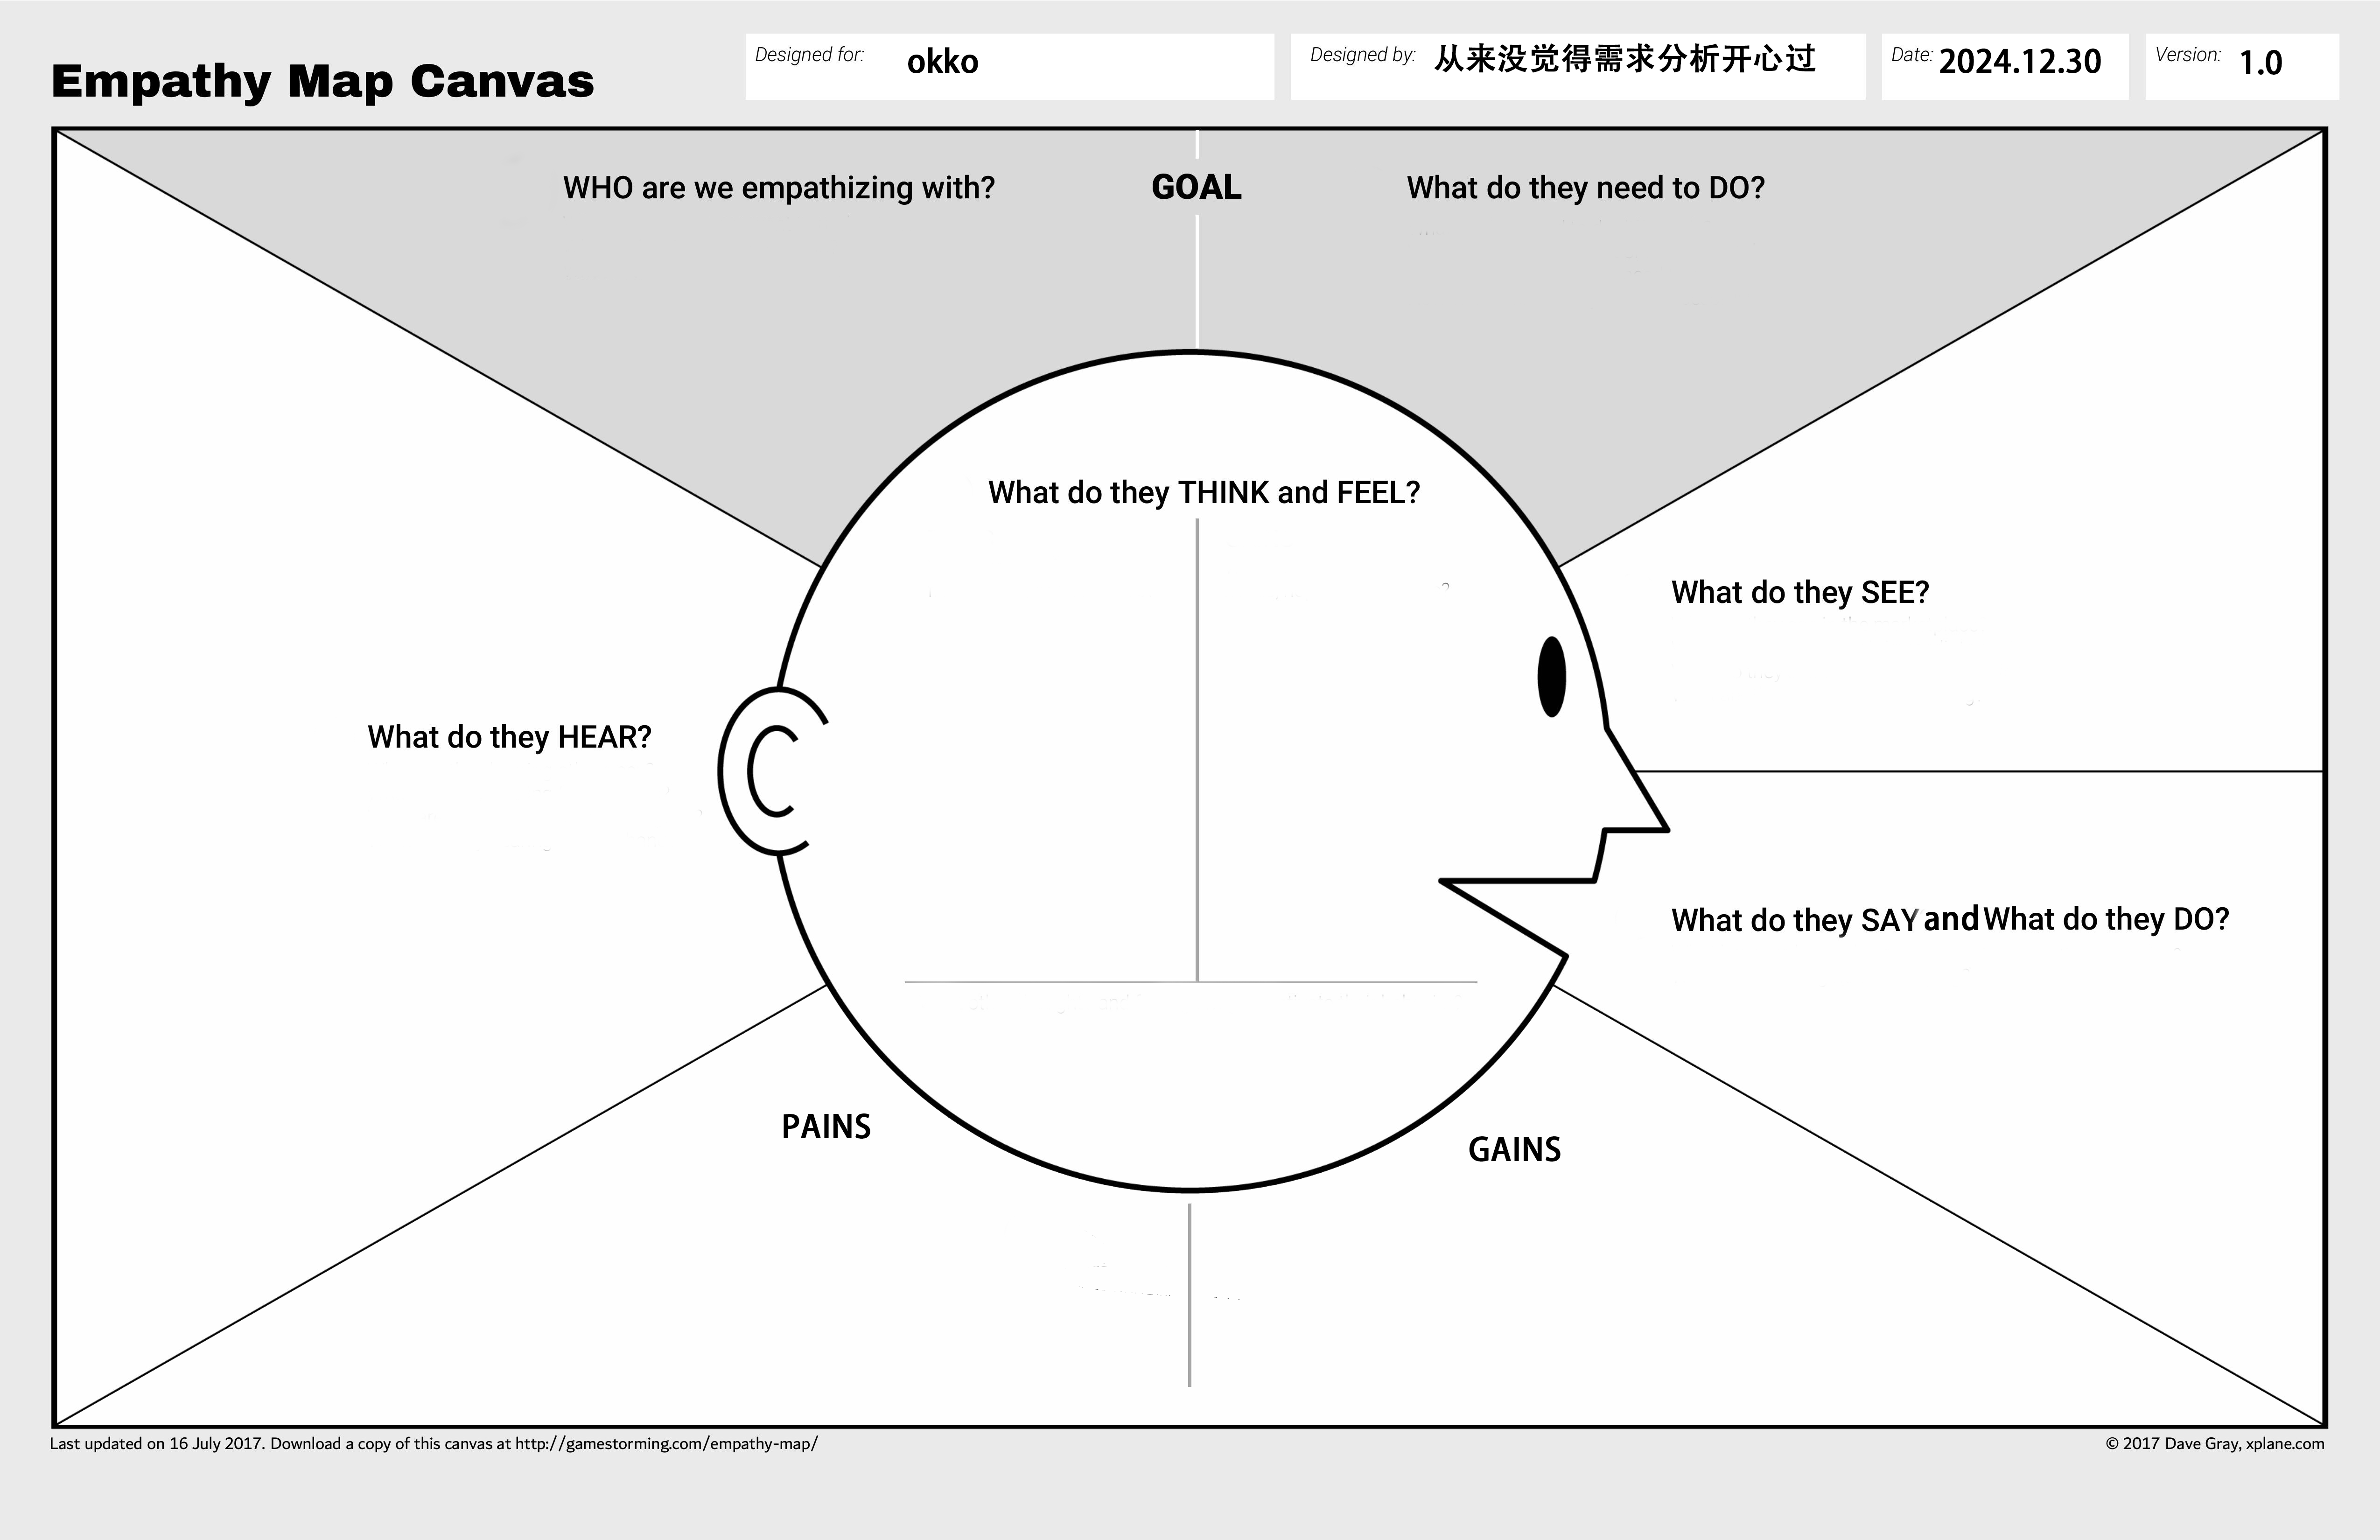 Empathy Map Canvas
Designed for: okko
Designed by: 从来没觉得需求分析开心过
Date: 2024.12.30
Version: 1.0
WHO are we empathizing with?
GOAL
What do they need to DO?
What do they THINK and FEEL?
What do they SEE?
What do they HEAR?
What do they SAY and What do they DO?
PAINS
GAINS
Last updated on 16 July 2017. Download a copy of this canvas at http://gamestorming.com/empathy-map/
© 2017 Dave Gray, xplane.com